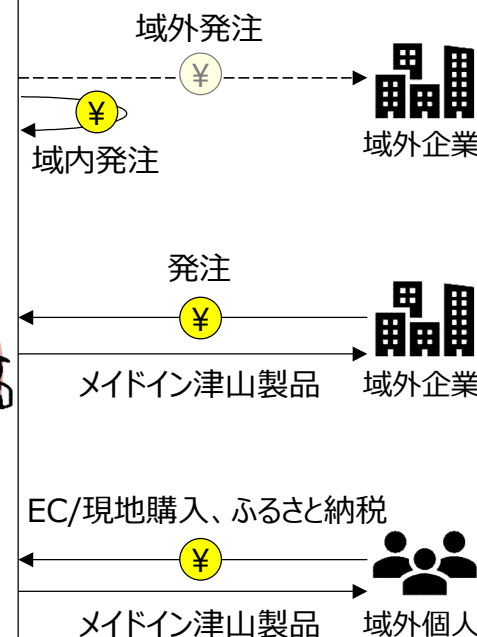 域外発注
¥
¥
域外企業
域内発注
発注
¥
メイドイン津山製品
域外企業
EC/現地購入、ふるさと納税
¥
メイドイン津山製品
域外個人